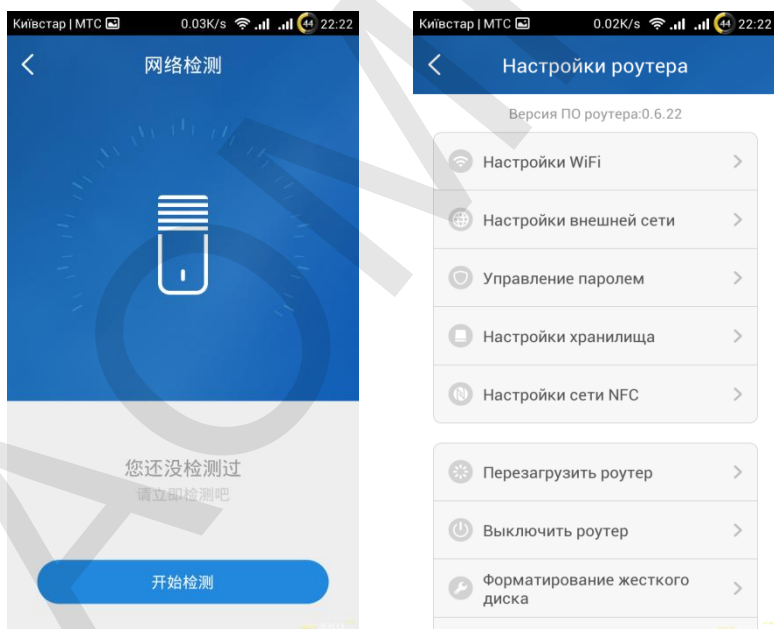 Київстар | МТС 0.03K/s 44 22:22
网络检测
您还没检测过
请立即检测吧
开始检测
Київстар | МТС 0.02K/s 44 22:22
Настройки роутера
Версия ПО роутера:0.6.22
Настройки WiFi
Настройки внешней сети
Управление паролем
Настройки хранилища
Настройки сети NFC
Перезагрузить роутер
Выключить роутер
Форматирование жесткого
диска